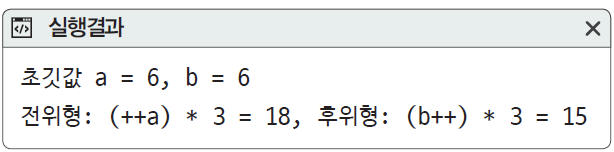 실행결과
초깃값 a = 6, b = 6
전위형: (++a) * 3 = 18, 후위형: (b++) * 3 = 15